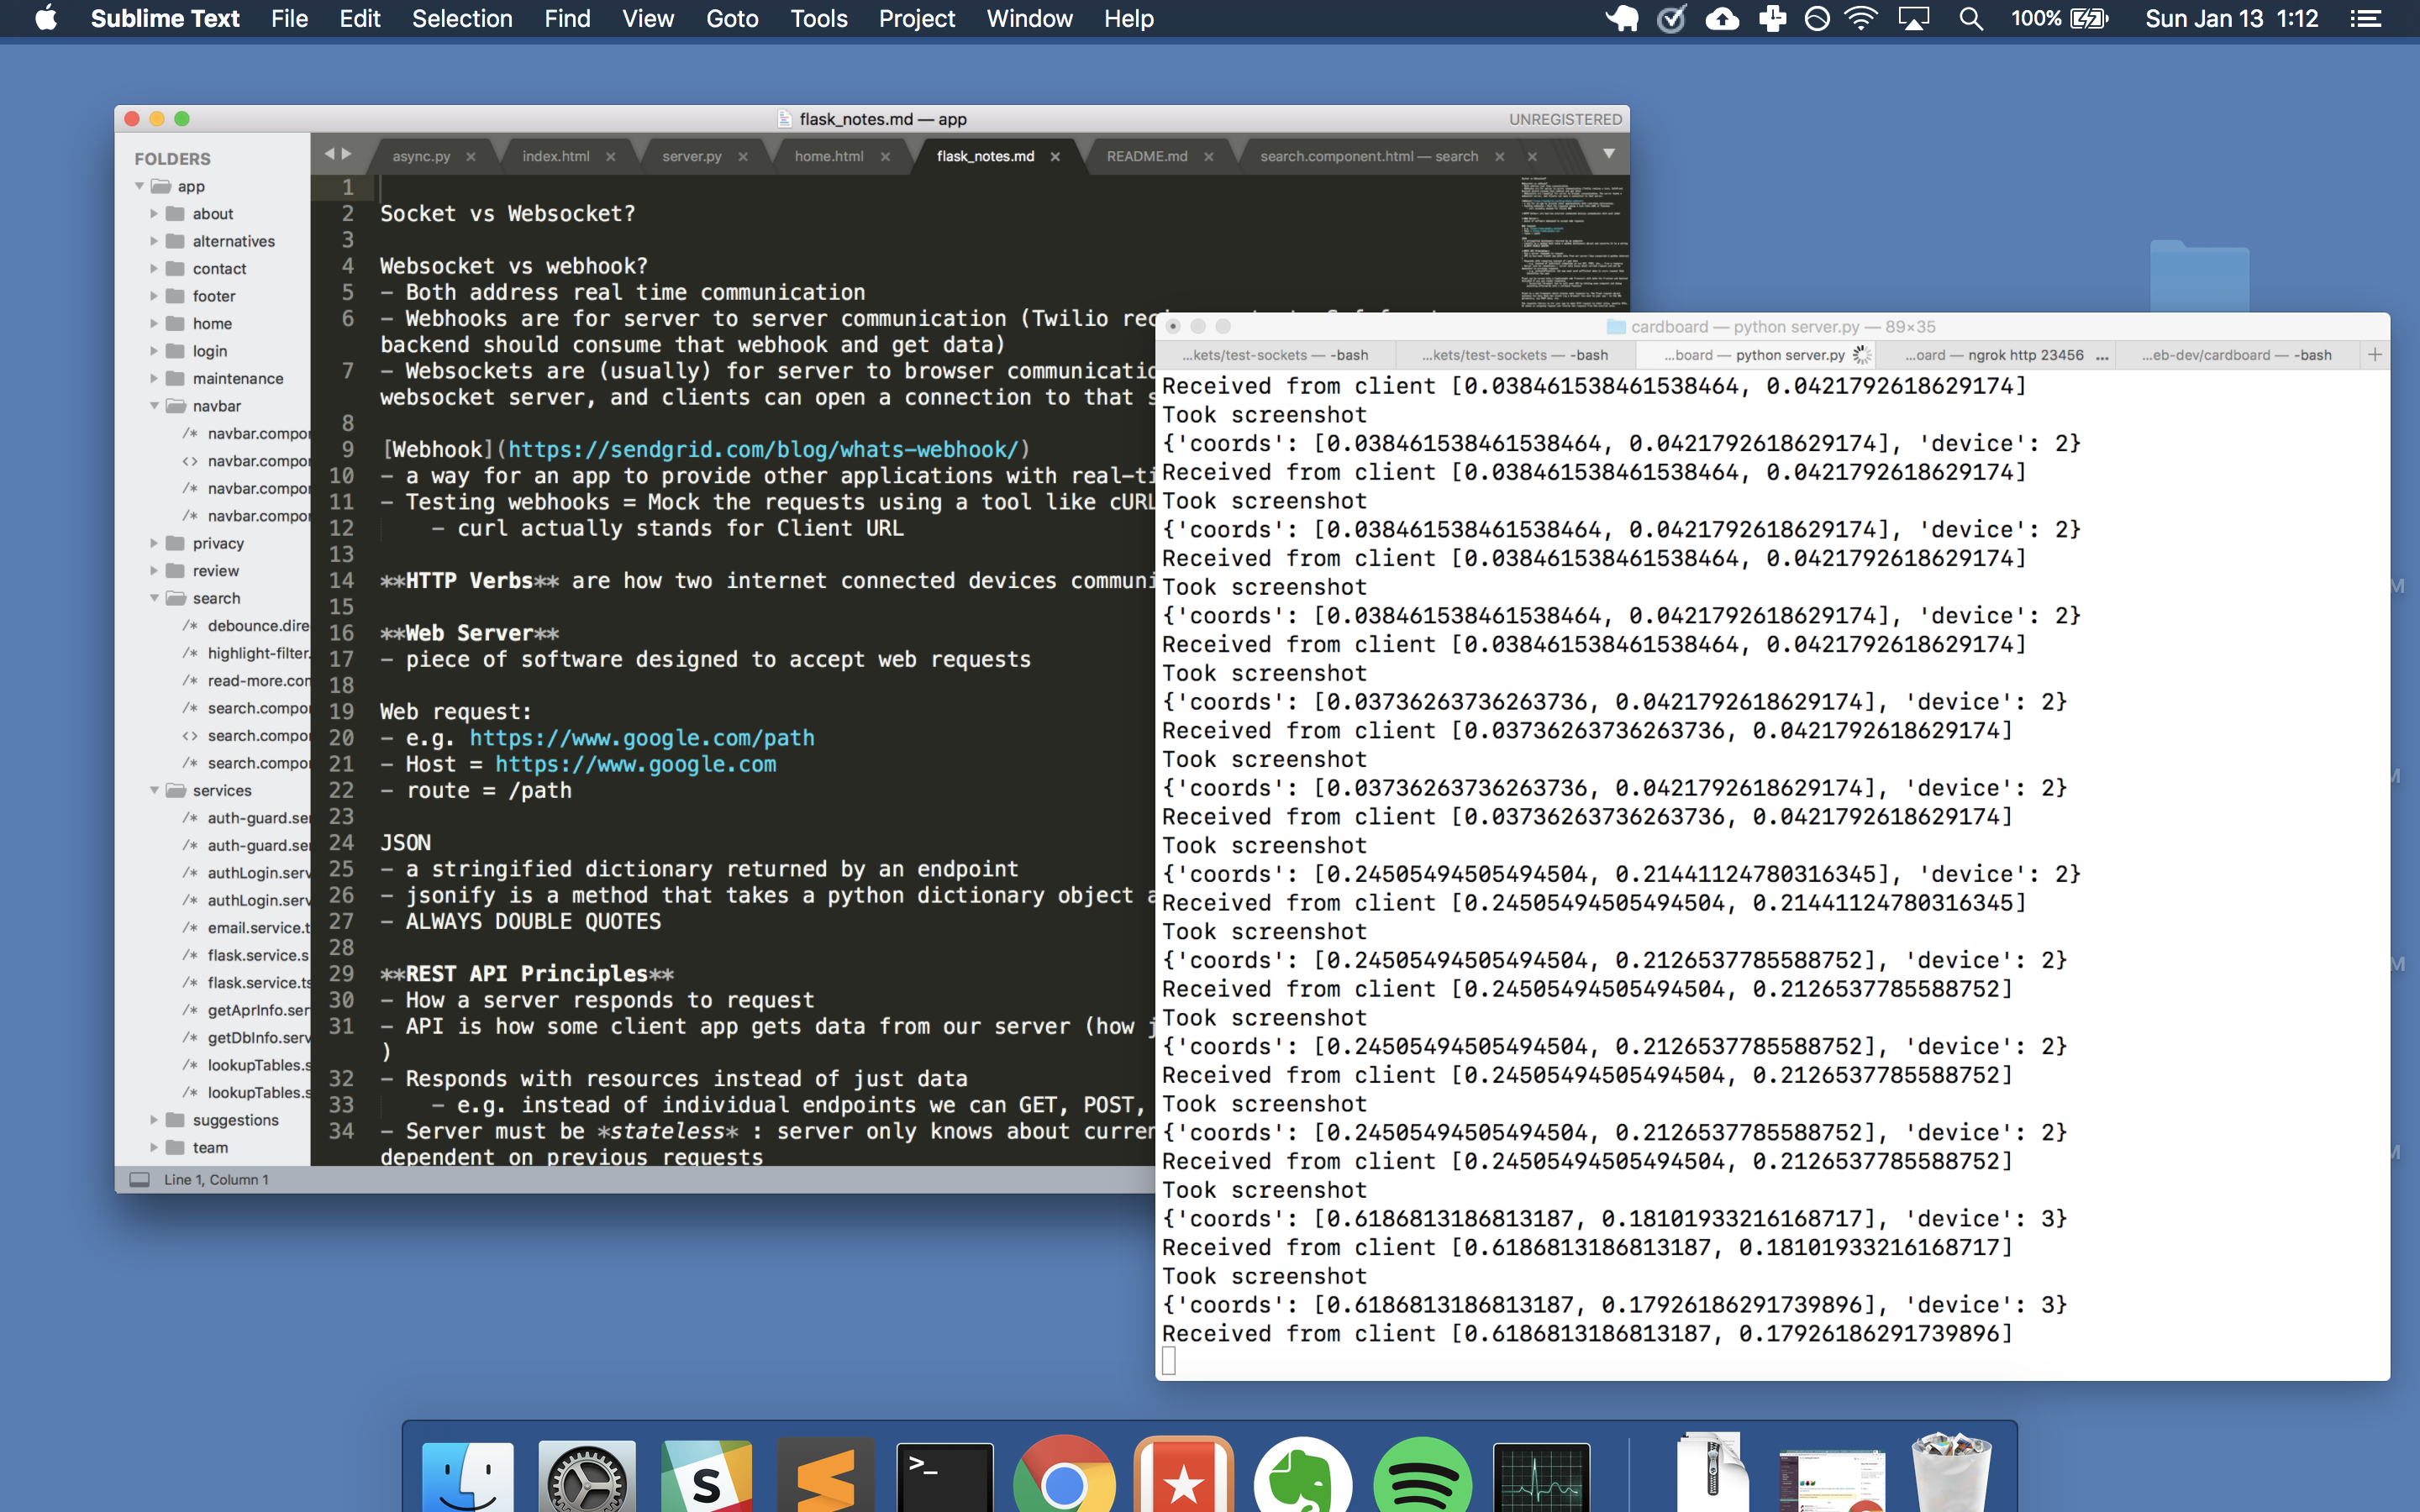 Sublime Text File Edit Selection Find View Goto Tools Project Window Help 100% Sun Jan 13 1:12
flask_notes.md — app
UNREGISTERED
FOLDERS
app
about
alternatives
contact
footer
home
login
maintenance
navbar
/* navbar.compo
<> navbar.compo
/* navbar.compo
/* navbar.compo
privacy
review
search
/* debounce.dire
/* highlight-filter.
/* read-more.con
/* search.compo
<> search.compo
/* search.compo
services
/* auth-guard.se
/* auth-guard.se
/* authLogin.serv
/* authLogin.serv
/* email.service.t
/* flask.service.s
/* flask.service.ts
/* getAprInfo.ser
/* getDbInfo.serv
/* lookupTables.s
/* lookupTables.s
suggestions
team
async.py × index.html × server.py × home.html × flask_notes.md × README.md × search.component.html — search × ×
1
2 Socket vs Websocket?
3
4 Websocket vs webhook?
5 - Both address real time communication
6 - Webhooks are for server to server communication (Twilio
backend should consume that webhook and get data)
7 - Websockets are (usually) for server to browser communicatio
websocket server, and clients can open a connection to that s
8
9 [Webhook](https://sendgrid.com/blog/whats-webhook/)
10 - a way for an app to provide other applications with real-ti
11 - Testing webhooks = Mock the requests using a tool like cURL
12 - curl actually stands for Client URL
13
14 **HTTP Verbs** are how two internet connected devices communi
15
16 **Web Server**
17 - piece of software designed to accept web requests
18
19 Web request:
20 - e.g. https://www.google.com/path
21 - Host = https://www.google.com
22 - route = /path
23
24 JSON
25 - a stringified dictionary returned by an endpoint
26 - jsonify is a method that takes a python dictionary object a
27 - ALWAYS DOUBLE QUOTES
28
29 **REST API Principles**
30 - How a server responds to request
31 - API is how some client app gets data from our server (how j
)
32 - Responds with resources instead of just data
33 - e.g. instead of individual endpoints we can GET, POST,
34 - Server must be *stateless* : server only knows about curren
dependent on previous requests
Line 1, Column 1
cardboard — python server.py — 89×35
...kets/test-sockets — -bash ...kets/test-sockets — -bash ...board — python server.py ...oard — ngrok http 23456 ... ...eb-dev/cardboard — -bash +
Received from client [0.038461538461538464, 0.0421792618629174]
Took screenshot
{'coords': [0.038461538461538464, 0.0421792618629174], 'device': 2}
Received from client [0.038461538461538464, 0.0421792618629174]
Took screenshot
{'coords': [0.038461538461538464, 0.0421792618629174], 'device': 2}
Received from client [0.038461538461538464, 0.0421792618629174]
Took screenshot
{'coords': [0.038461538461538464, 0.0421792618629174], 'device': 2}
Received from client [0.038461538461538464, 0.0421792618629174]
Took screenshot
{'coords': [0.03736263736263736, 0.0421792618629174], 'device': 2}
Received from client [0.03736263736263736, 0.0421792618629174]
Took screenshot
{'coords': [0.03736263736263736, 0.0421792618629174], 'device': 2}
Received from client [0.03736263736263736, 0.0421792618629174]
Took screenshot
{'coords': [0.24505494505494504, 0.21441124780316345], 'device': 2}
Received from client [0.24505494505494504, 0.21441124780316345]
Took screenshot
{'coords': [0.24505494505494504, 0.2126537785588752], 'device': 2}
Received from client [0.24505494505494504, 0.2126537785588752]
Took screenshot
{'coords': [0.24505494505494504, 0.2126537785588752], 'device': 2}
Received from client [0.24505494505494504, 0.2126537785588752]
Took screenshot
{'coords': [0.24505494505494504, 0.2126537785588752], 'device': 2}
Received from client [0.24505494505494504, 0.2126537785588752]
Took screenshot
{'coords': [0.6186813186813187, 0.18101933216168717], 'device': 3}
Received from client [0.6186813186813187, 0.18101933216168717]
Took screenshot
{'coords': [0.6186813186813187, 0.17926186291739896], 'device': 3}
Received from client [0.6186813186813187, 0.17926186291739896]
M
M
M
M
S
>_